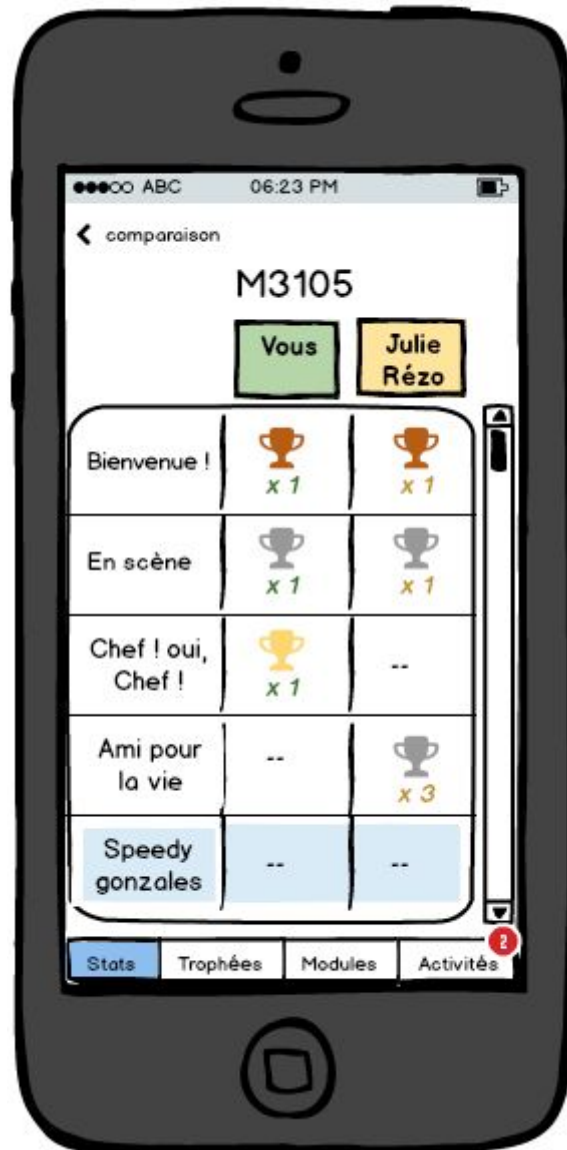 ABC 06:23 PM
comparaison
M3105
Vous
Julie
Rézo
Bienvenue !
x 1
x 1
En scène
x 1
x 1
Chef ! oui,
Chef !
x 1
--
Ami pour
la vie
--
x 3
Speedy
gonzales
--
--
Stats Trophées Modules Activités
2